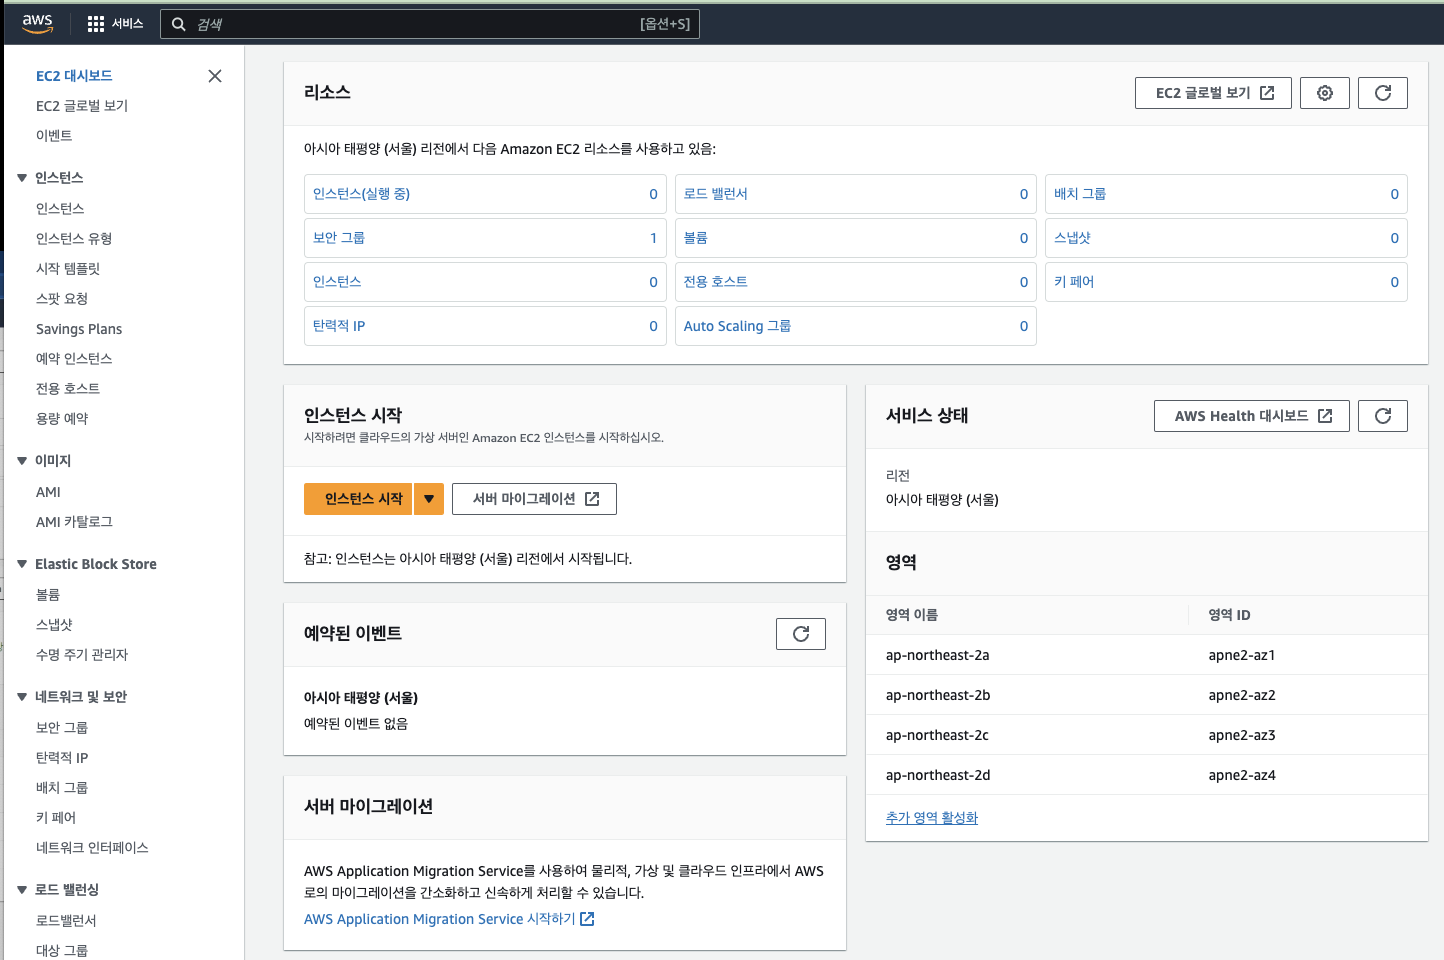 aws
서비스
검색
[옵션+S]
EC2 대시보드
EC2 글로벌 보기
이벤트
인스턴스
인스턴스
인스턴스 유형
시작 템플릿
스팟 요청
Savings Plans
예약 인스턴스
전용 호스트
용량 예약
이미지
AMI
AMI 카탈로그
Elastic Block Store
볼륨
스냅샷
수명 주기 관리자
네트워크 및 보안
보안 그룹
탄력적 IP
배치 그룹
키 페어
네트워크 인터페이스
로드 밸런싱
로드밸런서
대상 그룹
리소스
EC2 글로벌 보기
아시아 태평양 (서울) 리전에서 다음 Amazon EC2 리소스를 사용하고 있음:
인스턴스(실행 중) 0
로드 밸런서 0
배치 그룹 0
보안 그룹 1
볼륨 0
스냅샷 0
인스턴스 0
전용 호스트 0
키 페어 0
탄력적 IP 0
Auto Scaling 그룹 0
인스턴스 시작
시작하려면 클라우드의 가상 서버인 Amazon EC2 인스턴스를 시작하십시오.
인스턴스 시작
서버 마이그레이션
참고: 인스턴스는 아시아 태평양 (서울) 리전에서 시작됩니다.
예약된 이벤트
아시아 태평양 (서울)
예약된 이벤트 없음
서버 마이그레이션
AWS Application Migration Service를 사용하여 물리적, 가상 및 클라우드 인프라에서 AWS
로의 마이그레이션을 간소화하고 신속하게 처리할 수 있습니다.
AWS Application Migration Service 시작하기
서비스 상태
AWS Health 대시보드
리전
아시아 태평양 (서울)
영역
영역 이름 영역 ID
ap-northeast-2a apne2-az1
ap-northeast-2b apne2-az2
ap-northeast-2c apne2-az3
ap-northeast-2d apne2-az4
추가 영역 활성화